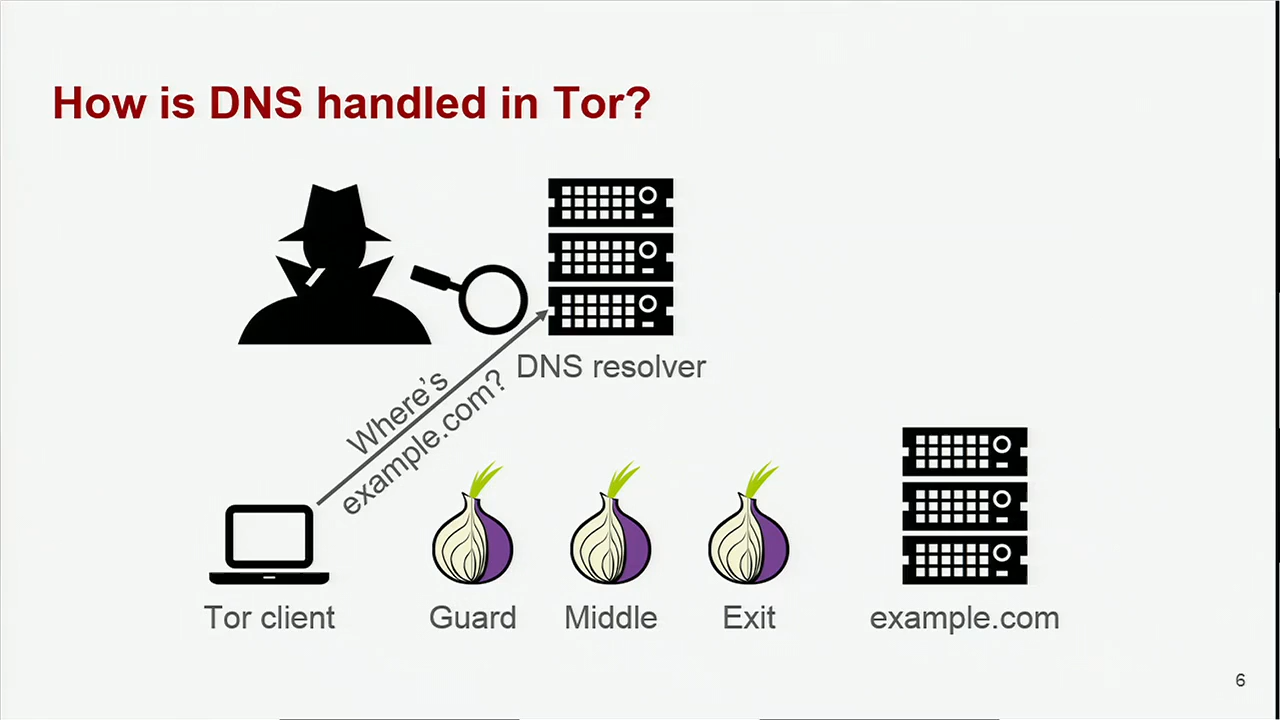 How is DNS handled in Tor?
DNS resolver
Where's
example.com?
Tor client
Guard
Middle
Exit
example.com
6